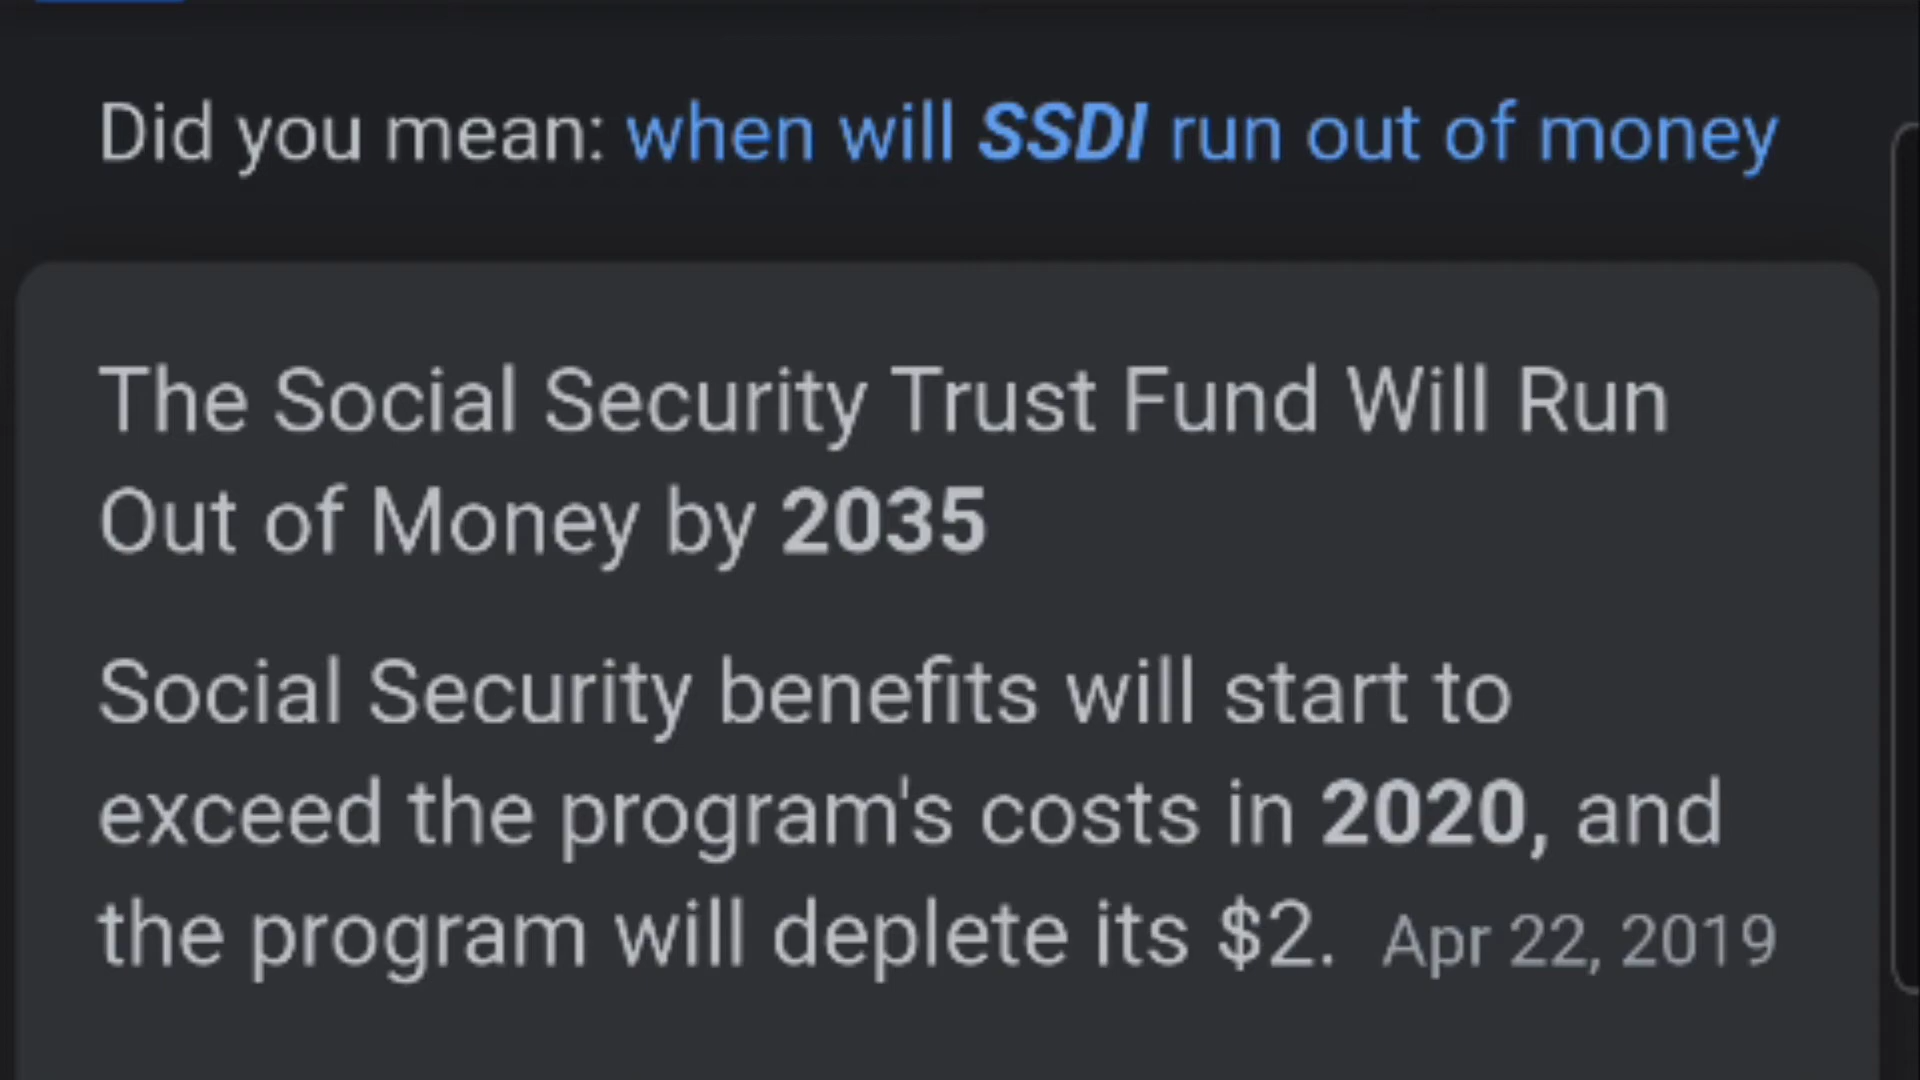 Did you mean: when will SSDI run out of money
The Social Security Trust Fund Will Run
Out of Money by 2035
Social Security benefits will start to
exceed the program's costs in 2020, and
the program will deplete its $2. Apr 22, 2019